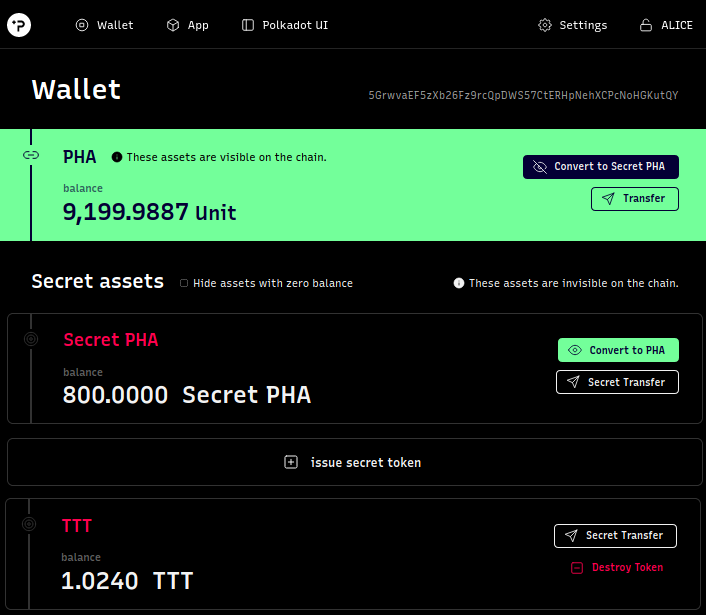 Wallet App Polkadot UI Settings ALICE
Wallet 5GrwvaEF5zXb26Fz9rcQpDWS57CtERHpNehXCPcNoHGKutQY
PHA These assets are visible on the chain.
Convert to Secret PHA
balance
Transfer
9,199.9887 Unit
Secret assets Hide assets with zero balance These assets are invisible on the chain.
Secret PHA
Convert to PHA
balance
Secret Transfer
800.0000 Secret PHA
issue secret token
TTT
Secret Transfer
balance
Destroy Token
1.0240 TTT